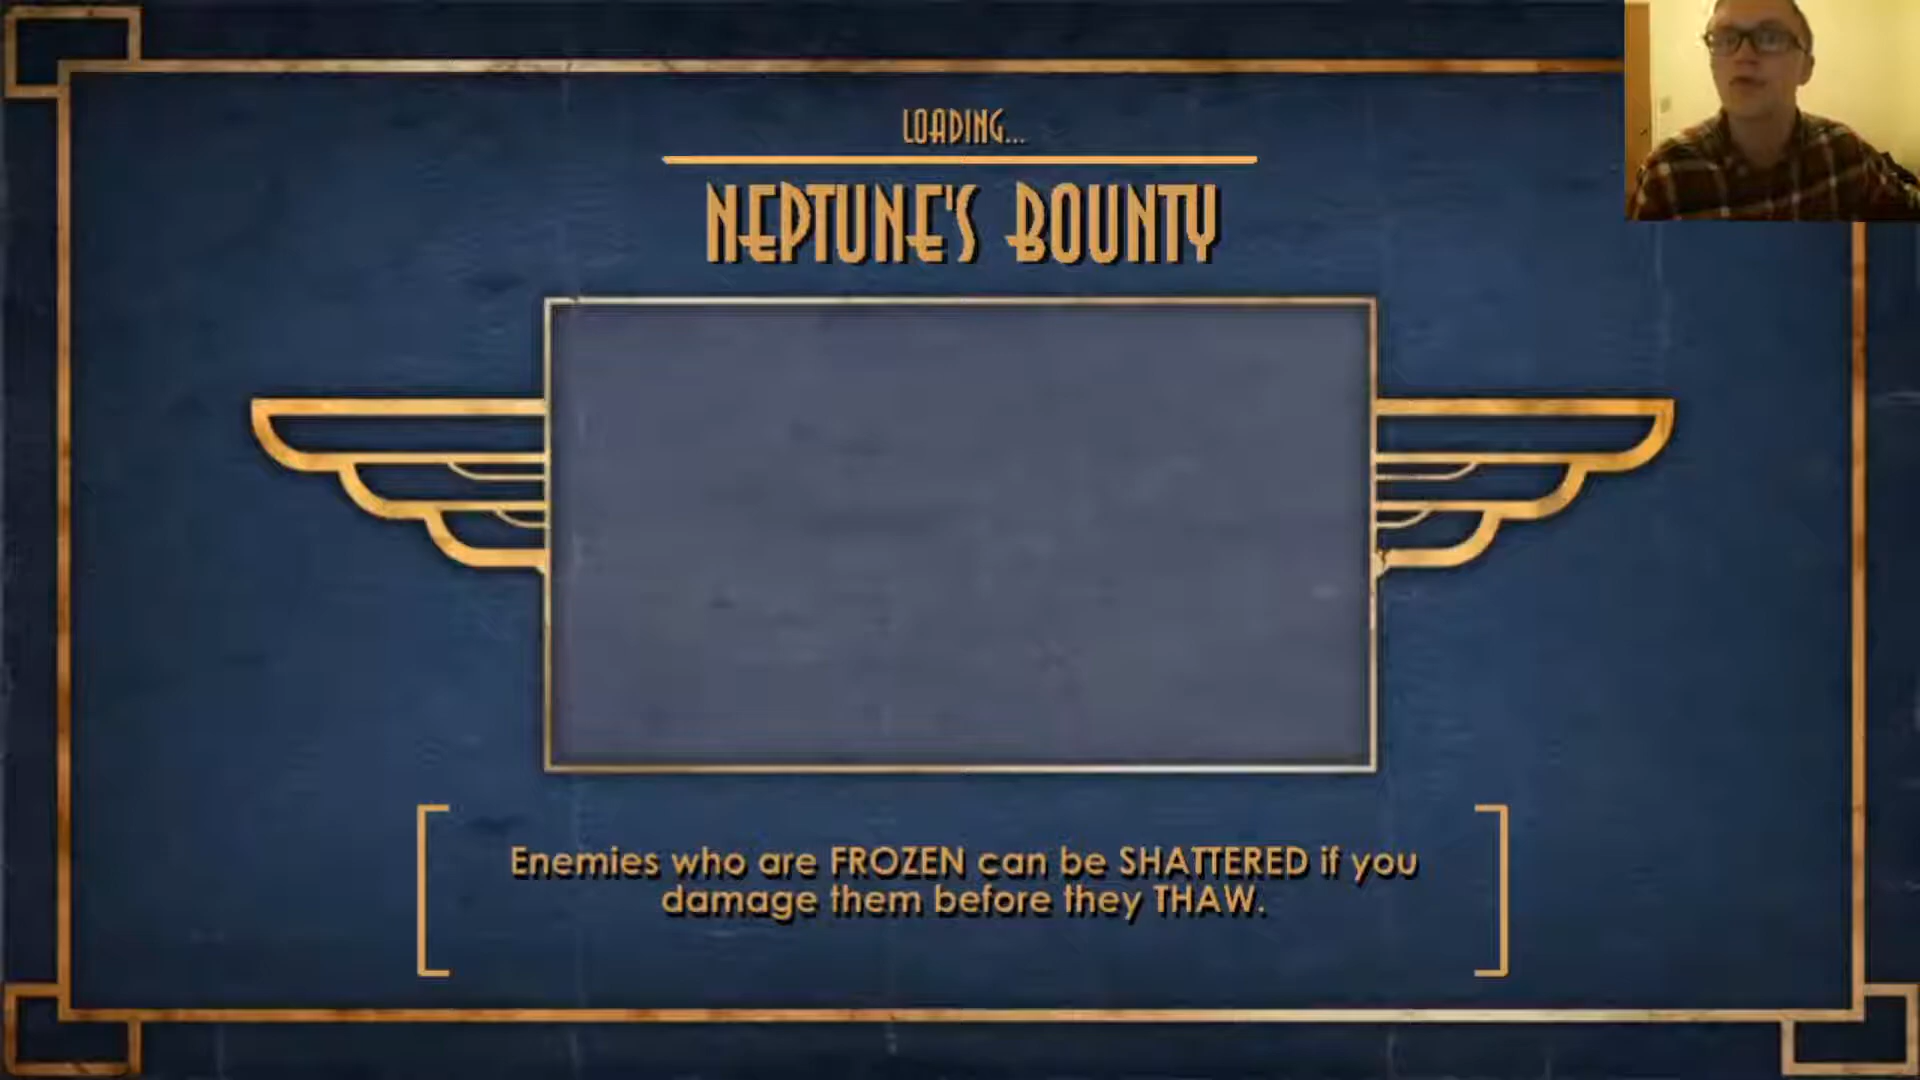 LOADING...
NEPTUNE'S BOUNTY
Enemies who are FROZEN can be SHATTERED if you
damage them before they THAW.